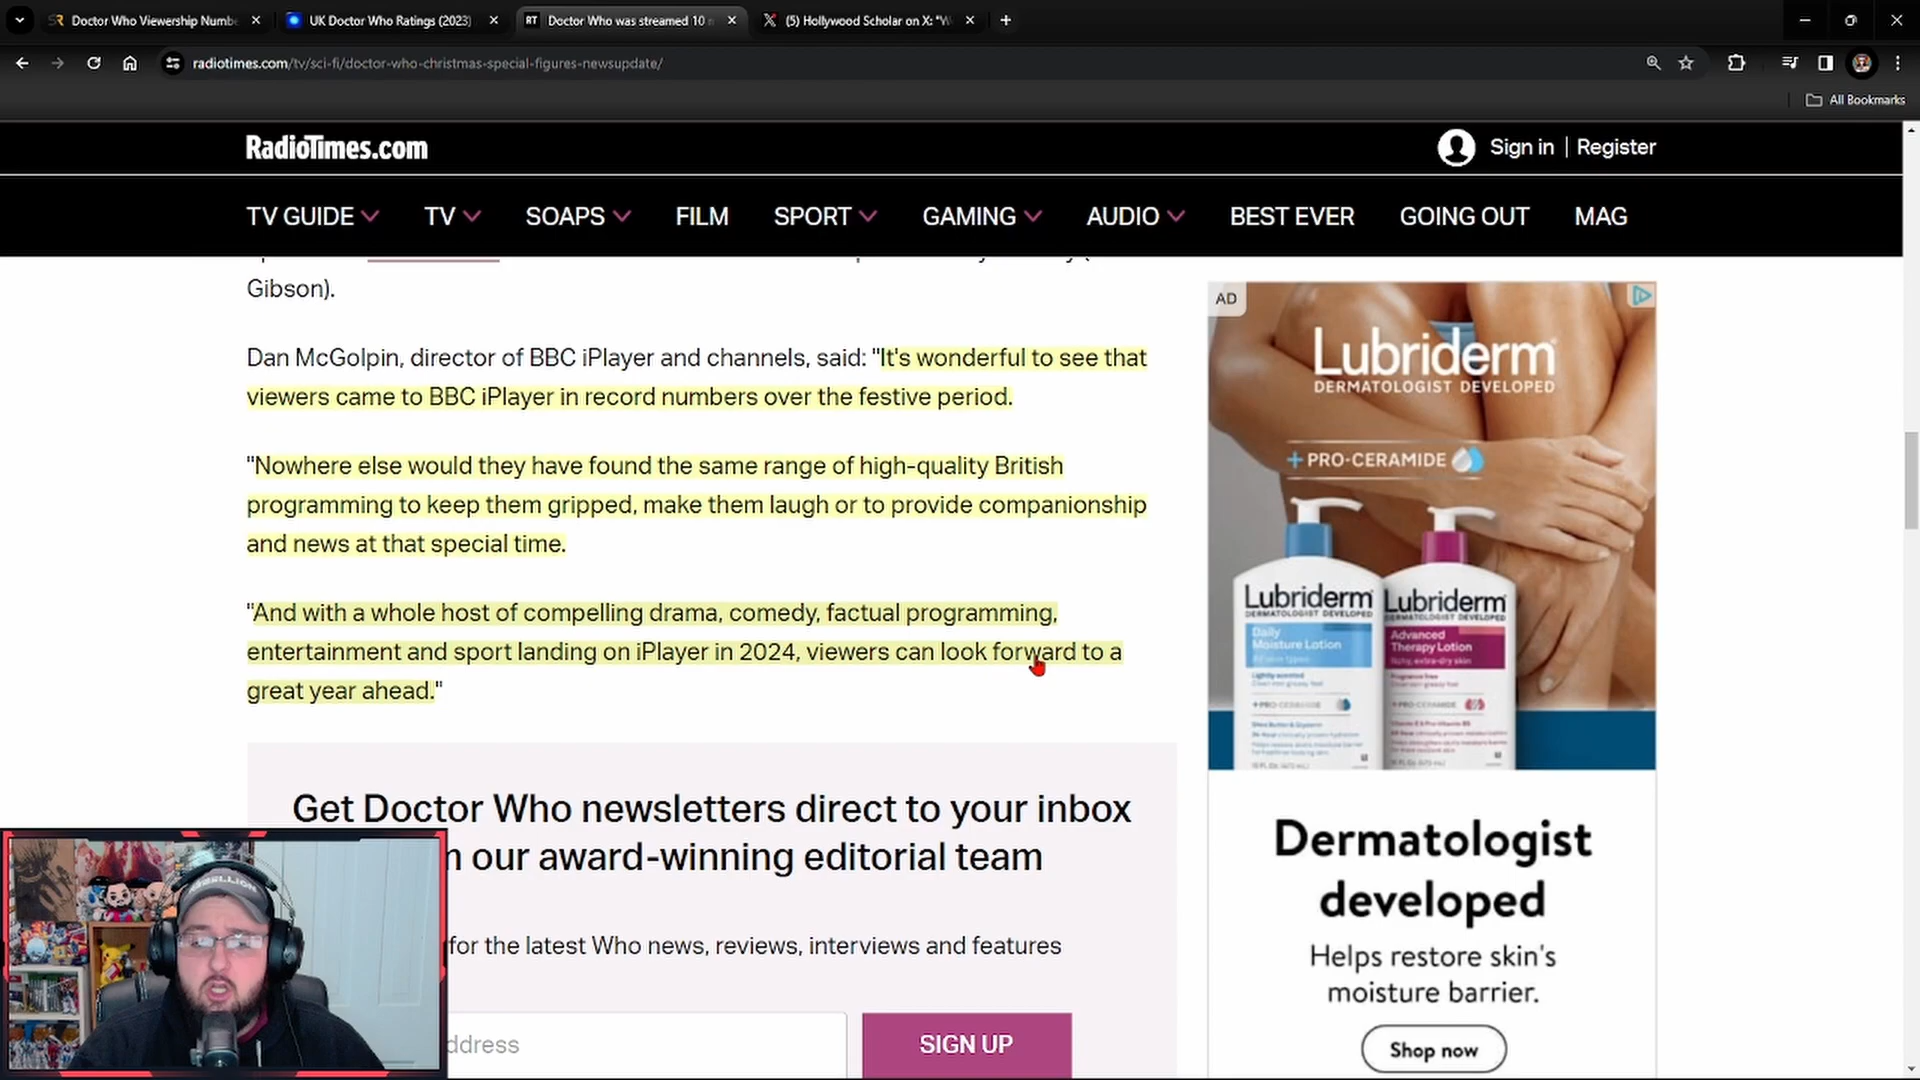 Doctor Who Viewership Numb
UK Doctor Who Ratings (2023)
RT Doctor Who was streamed 10
(5) Hollywood Scholar on X: "W
radiotimes.com/tv/sci-fi/doctor-who-christmas-special-figures-newsupdate/
All Bookmarks
RadioTimes.com
Sign in | Register
TV GUIDE TV SOAPS FILM SPORT GAMING AUDIO BEST EVER GOING OUT MAG
Gibson).
Dan McGolpin, director of BBC iPlayer and channels, said: "It's wonderful to see that
viewers came to BBC iPlayer in record numbers over the festive period.
"Nowhere else would they have found the same range of high-quality British
programming to keep them gripped, make them laugh or to provide companionship
and news at that special time.
"And with a whole host of compelling drama, comedy, factual programming,
entertainment and sport landing on iPlayer in 2024, viewers can look forward to a
great year ahead."
Get Doctor Who newsletters direct to your inbox
our award-winning editorial team
for the latest Who news, reviews, interviews and features
ddress
SIGN UP
AD
Lubriderm
DERMATOLOGIST DEVELOPED
+PRO-CERAMIDE
Lubriderm
DERMATOLOGIST DEVELOPED
Daily
Moisture Lotion
+PRO-CERAMIDE
Lubriderm
DERMATOLOGIST DEVELOPED
Advanced
Therapy Lotion
+PRO-CERAMIDE
Dermatologist
developed
Helps restore skin's
moisture barrier.
Shop now